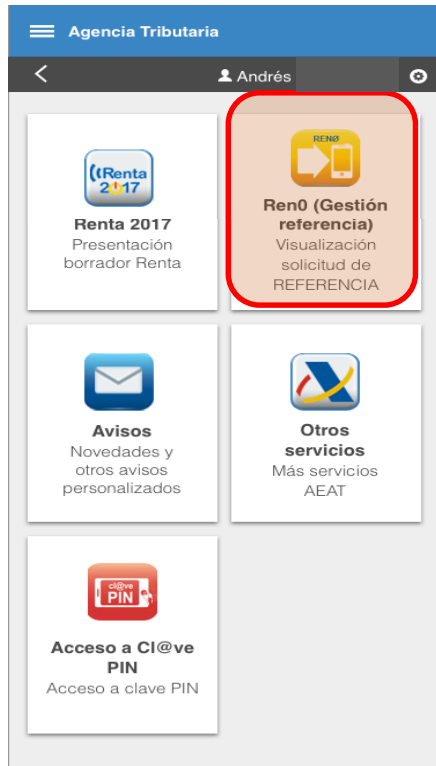 Agencia Tributaria
Andrés
((Renta
2017
Renta 2017
Presentación
borrador Renta
RENØ
Ren0 (Gestión
referencia)
Visualización
solicitud de
REFERENCIA
Avisos
Novedades y
otros avisos
personalizados
Otros
servicios
Más servicios
AEAT
cl@ve
PIN
Acceso a Cl@ve
PIN
Acceso a clave PIN